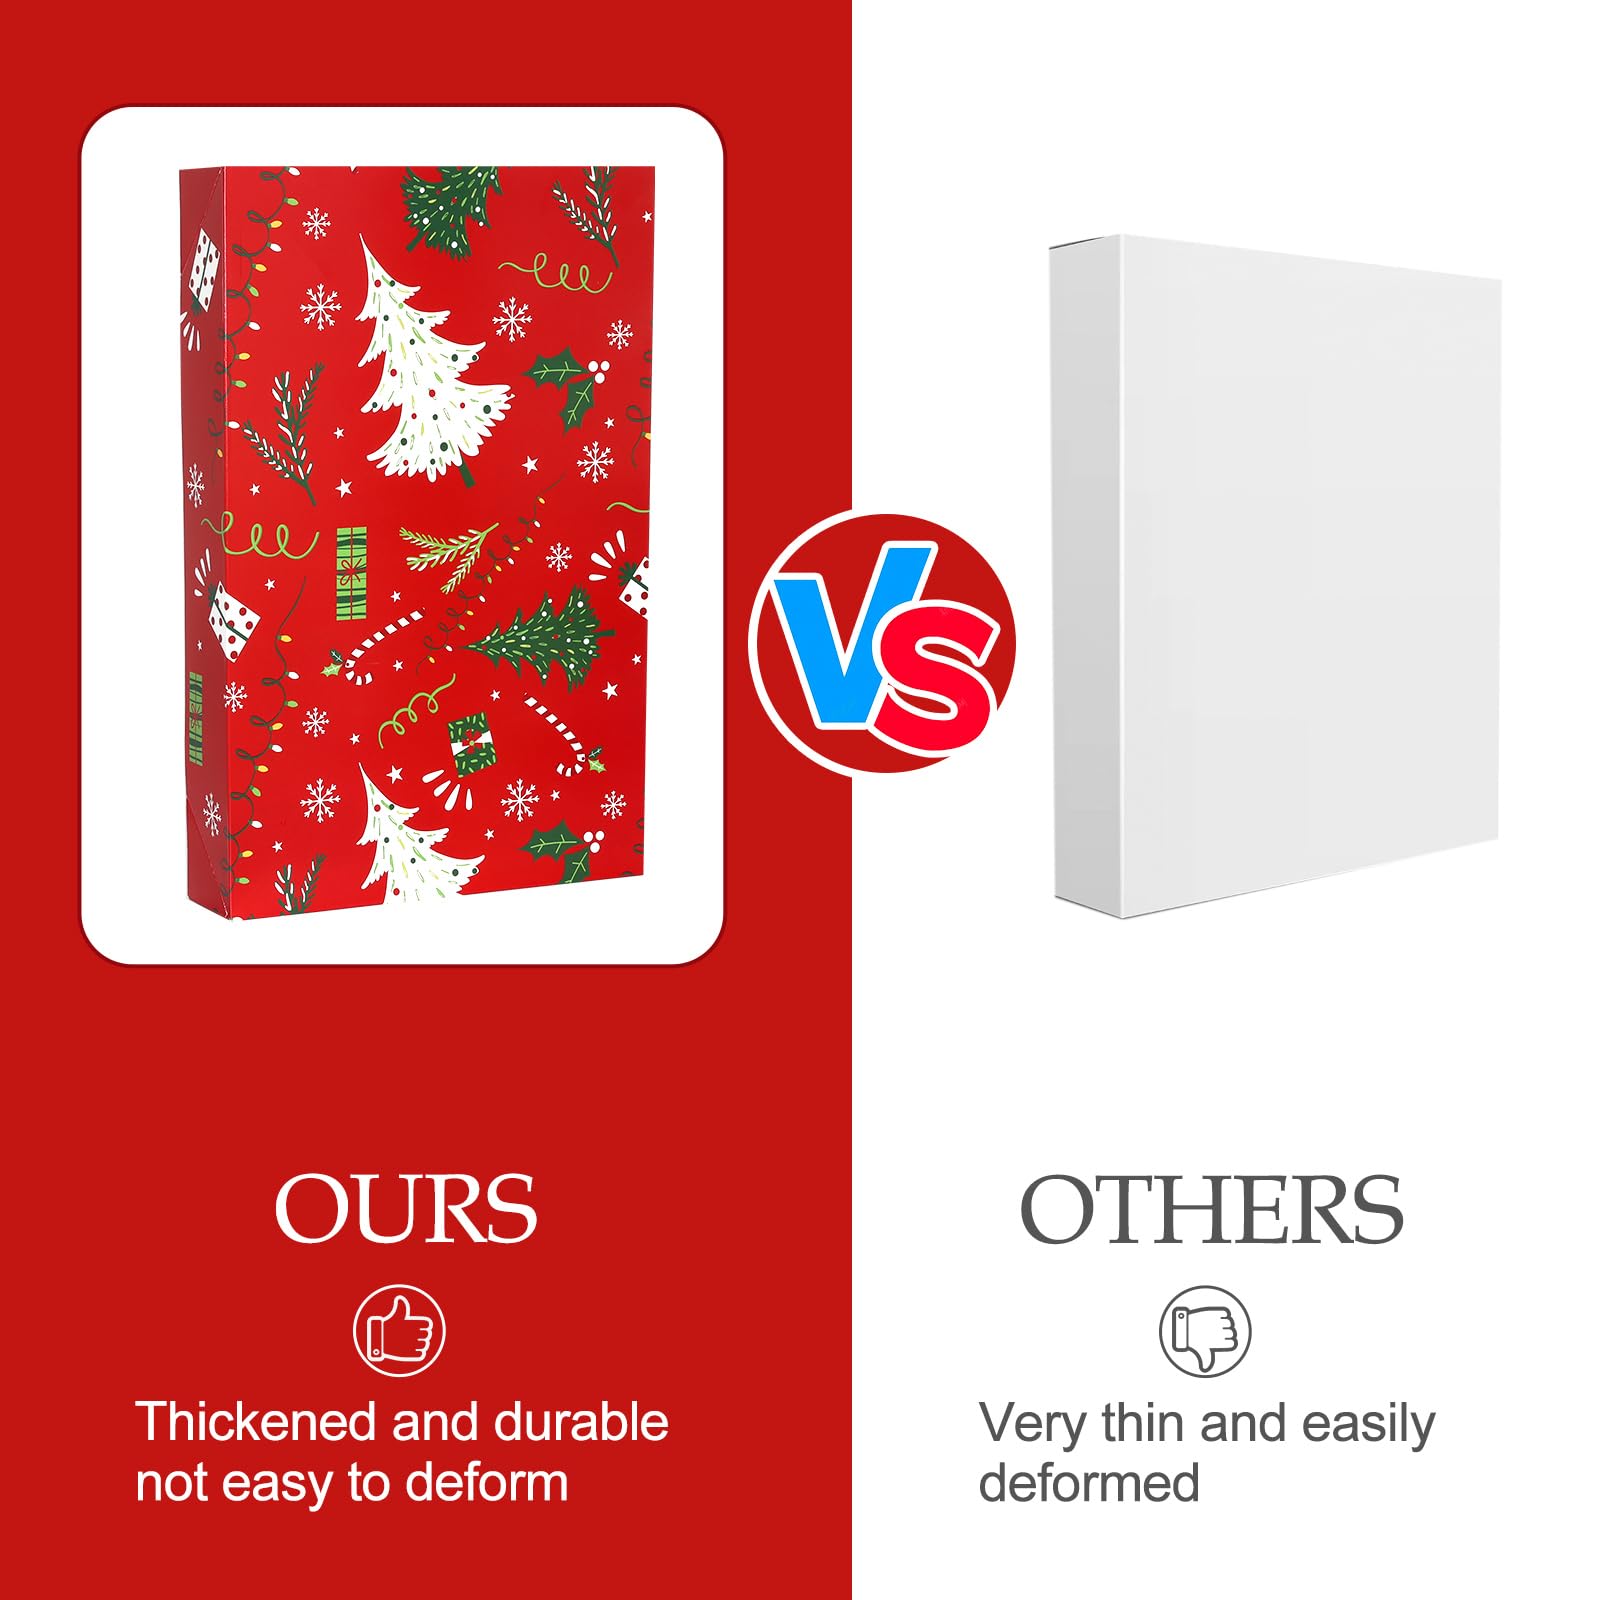 VS
OURS
Thickened and durable
not easy to deform
OTHERS
Very thin and easily
deformed